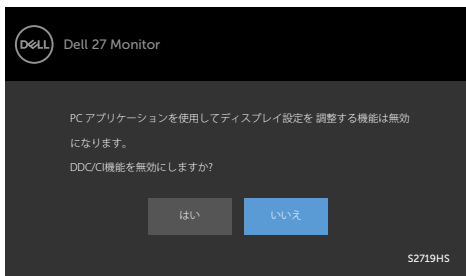 DELL
Dell 27 Monitor
PC アプリケーションを使用してディスプレイ設定を 調整する機能は無効
になります。
DDC/CI機能を無効にしますか?
はい
いいえ
S2719HS